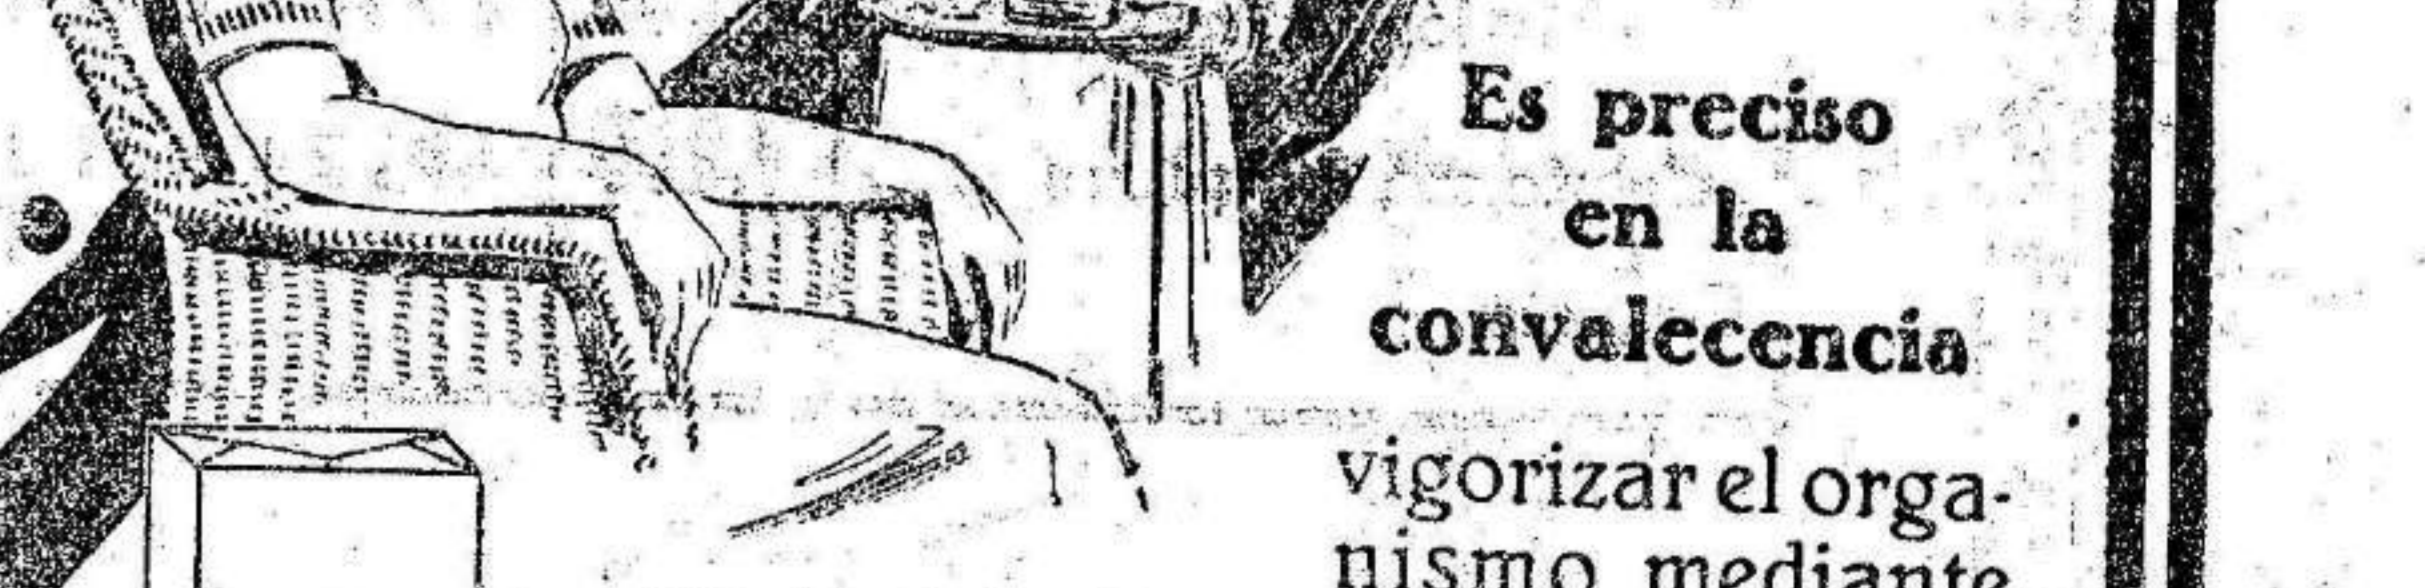 Es preciso
en la
convalecencia
vigorizar el orga-
nismo mediante